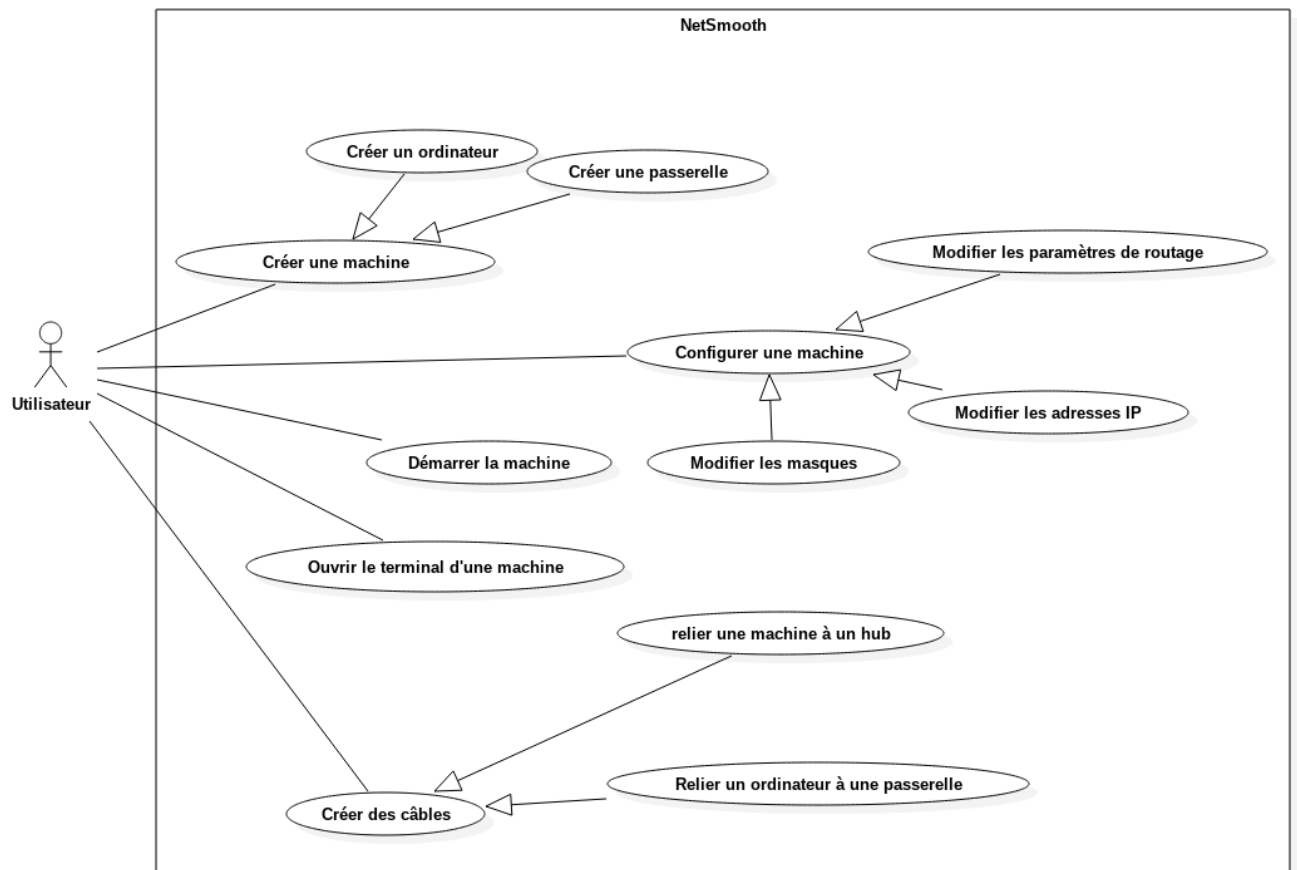 NetSmooth
Créer un ordinateur
Créer une passerelle
Créer une machine
Modifier les paramètres de routage
Configurer une machine
Utilisateur
Modifier les adresses IP
Démarrer la machine
Modifier les masques
Ouvrir le terminal d'une machine
relier une machine à un hub
Relier un ordinateur à une passerelle
Créer des câbles